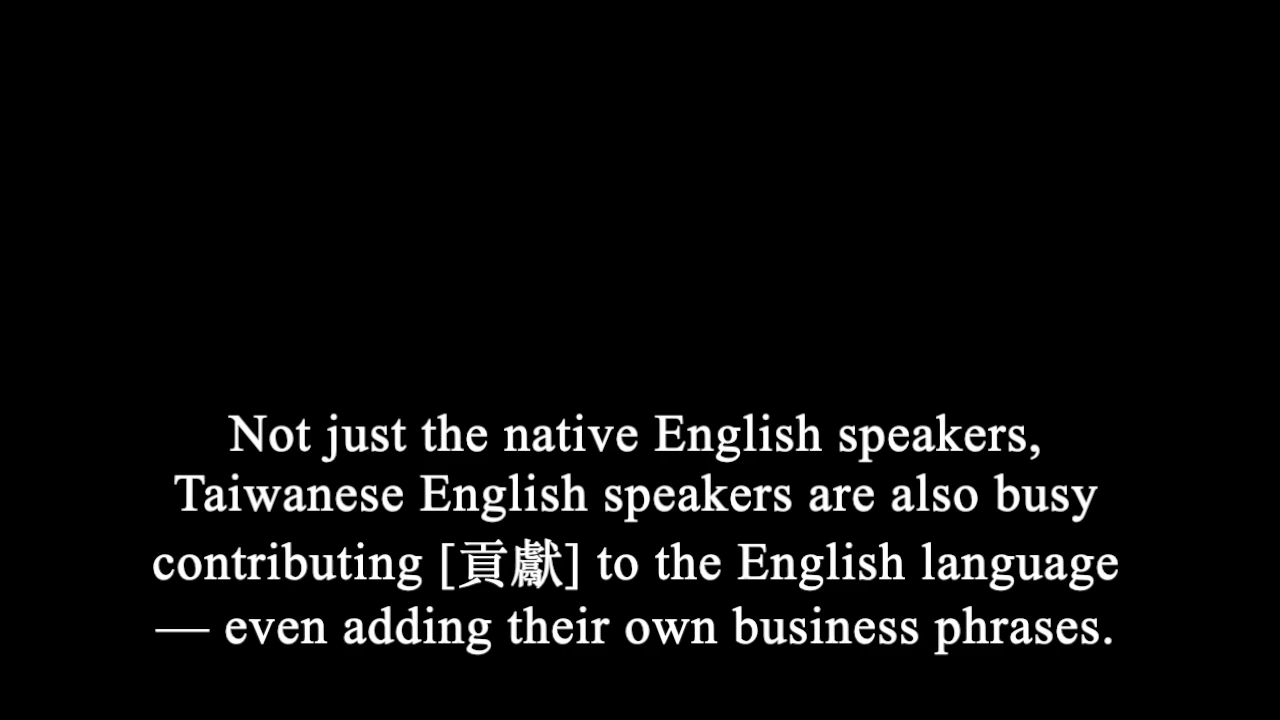 Not just the native English speakers,
Taiwanese English speakers are also busy
contributing [貢獻] to the English language
— even adding their own business phrases.